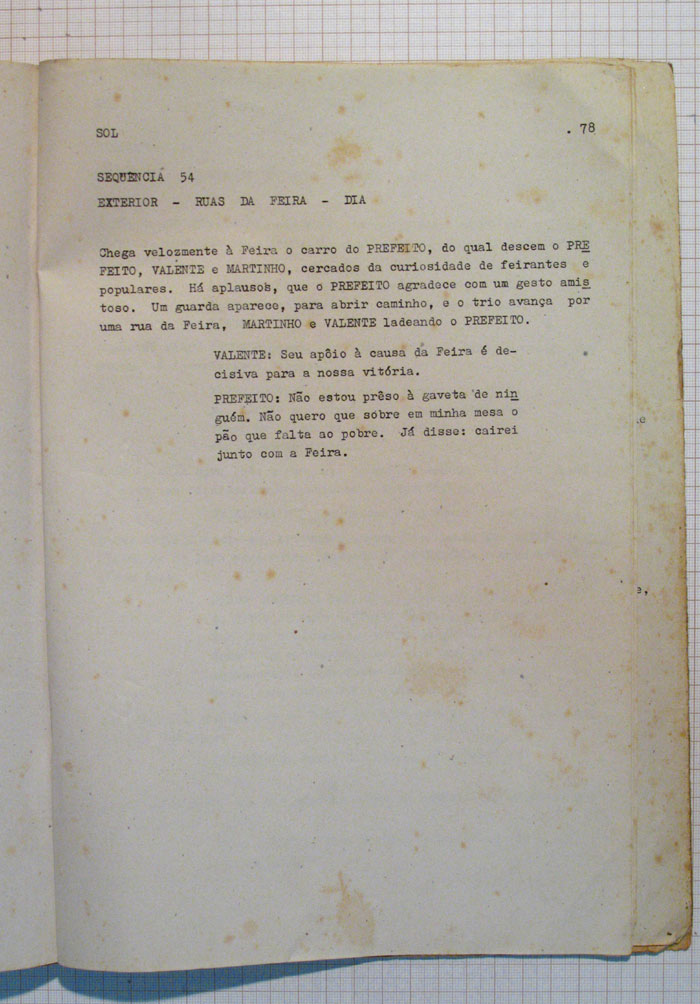 SOL . 78
SEQUÊNCIA 54
EXTERIOR - RUAS DA FEIRA - DIA
Chega velozmente à Feira o carro do PREFEITO, do qual descem o PRE
FEITO, VALENTE e MARTINHO, cercados da curiosidade de feirantes e
populares. Há aplausos, que o PREFEITO agradece com um gesto amis
toso. Um guarda aparece, para abrir caminho, e o trio avança por
uma rua da Feira, MARTINHO e VALENTE ladeando o PREFEITO.
VALENTE: Seu apôio à causa da Feira é de-
cisiva para a nossa vitória.
PREFEITO: Não estou prêso à gaveta de nin
guém. Não quero que sobre em minha mesa o
pão que falta ao pobre. Já disse: cairei
junto com a Feira.
e
e,